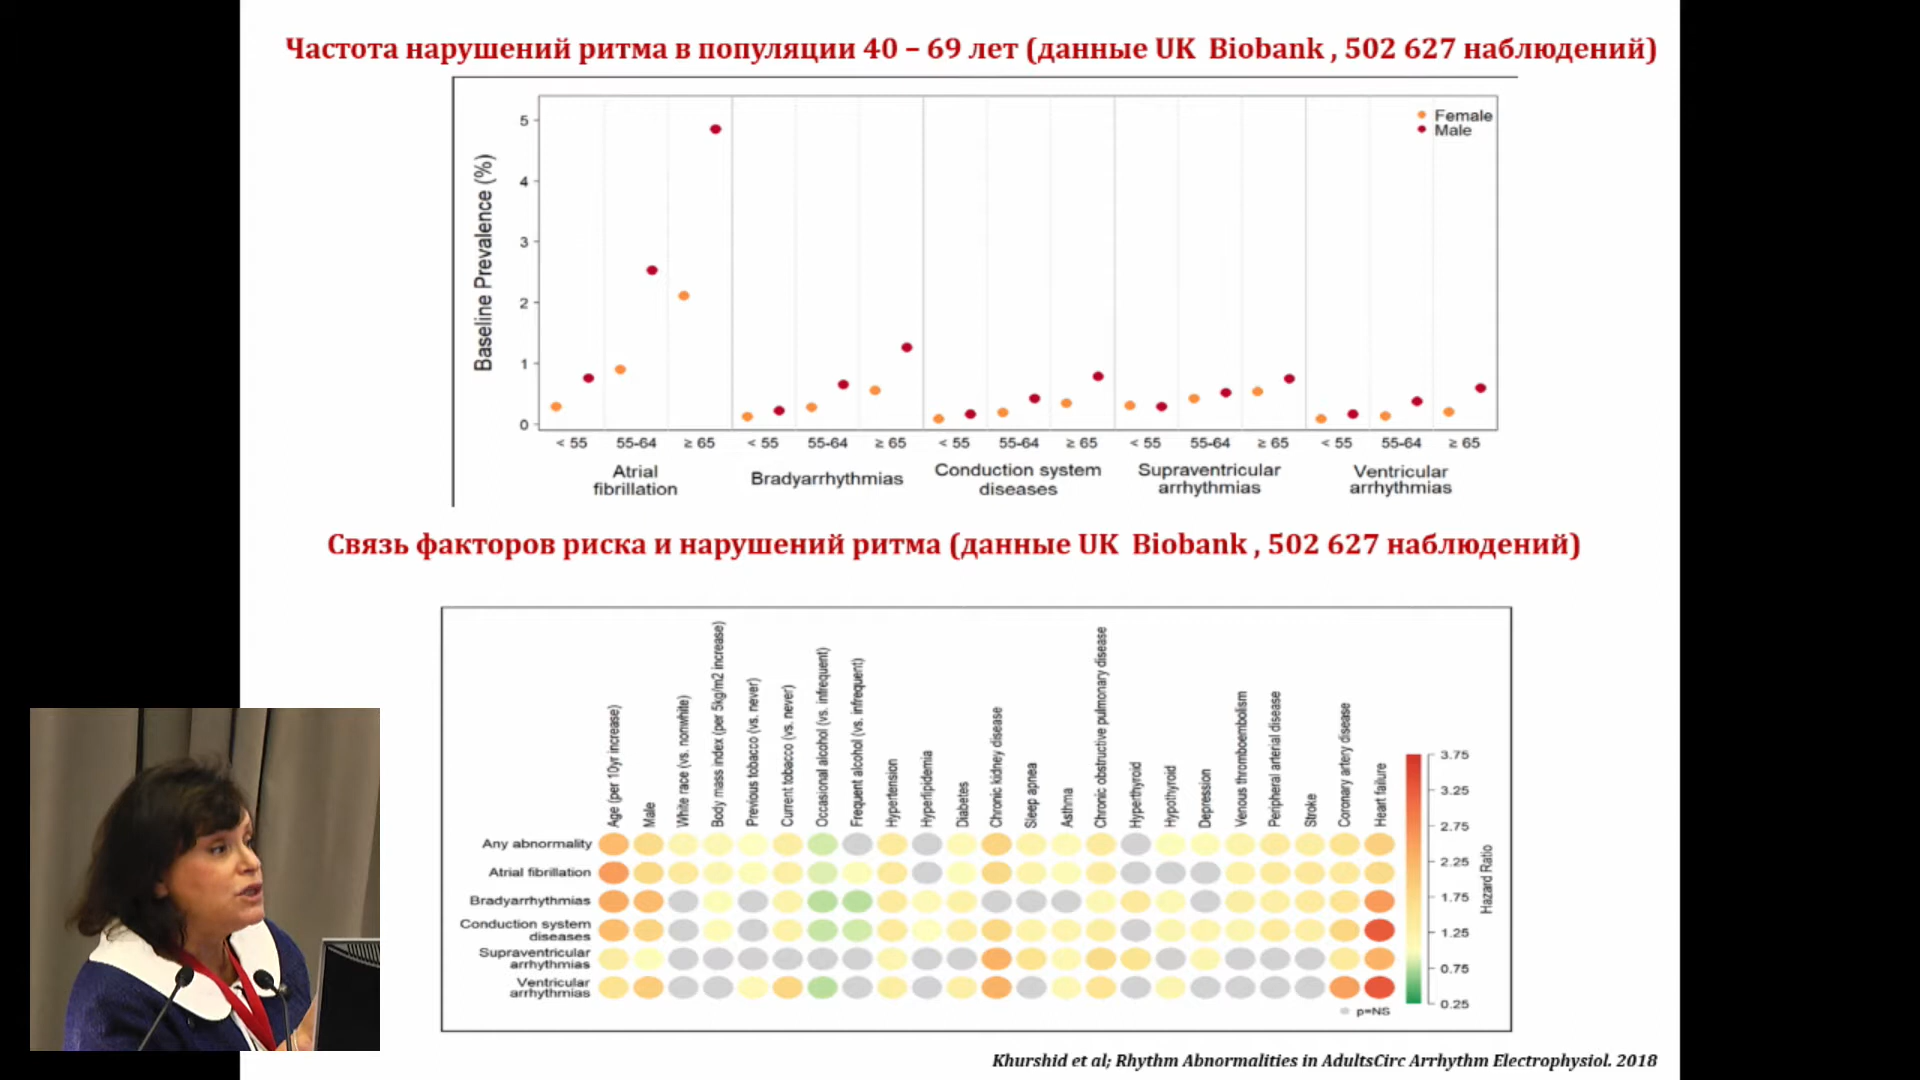 Частота нарушений ритма в популяции 40 – 69 лет (данные UK Biobank , 502 627 наблюдений)
Female
Male
Baseline Prevalence (%)
5
4
3
2
1
0
< 55 55-64 ≥ 65 < 55 55-64 ≥ 65 < 55 55-64 ≥ 65 < 55 55-64 ≥ 65 < 55 55-64 ≥ 65
Atrial
fibrillation
Bradyarrhythmias
Conduction system
diseases
Supraventricular
arrhythmias
Ventricular
arrhythmias
Связь факторов риска и нарушений ритма (данные UK Biobank , 502 627 наблюдений)
Age (per 10yr increase)
Male
White race (vs. nonwhite)
Body mass index (per 5kg/m2 increase)
Previous tobacco (vs. never)
Current tobacco (vs. never)
Occasional alcohol (vs. infrequent)
Frequent alcohol (vs. infrequent)
Hypertension
Hyperlipidemia
Diabetes
Chronic kidney disease
Sleep apnea
Asthma
Chronic obstructive pulmonary disease
Hyperthyroid
Hypothyroid
Depression
Venous thromboembolism
Peripheral arterial disease
Stroke
Coronary artery disease
Heart failure
Any abnormality
Atrial fibrillation
Bradyarrhythmias
Conduction system
diseases
Supraventricular
arrhythmias
Ventricular
arrhythmias
3.75
3.25
2.75
2.25
1.75
1.25
0.75
0.25
Hazard Ratio
p=NS
Khurshid et al; Rhythm Abnormalities in AdultsCirc Arrhythm Electrophysiol. 2018